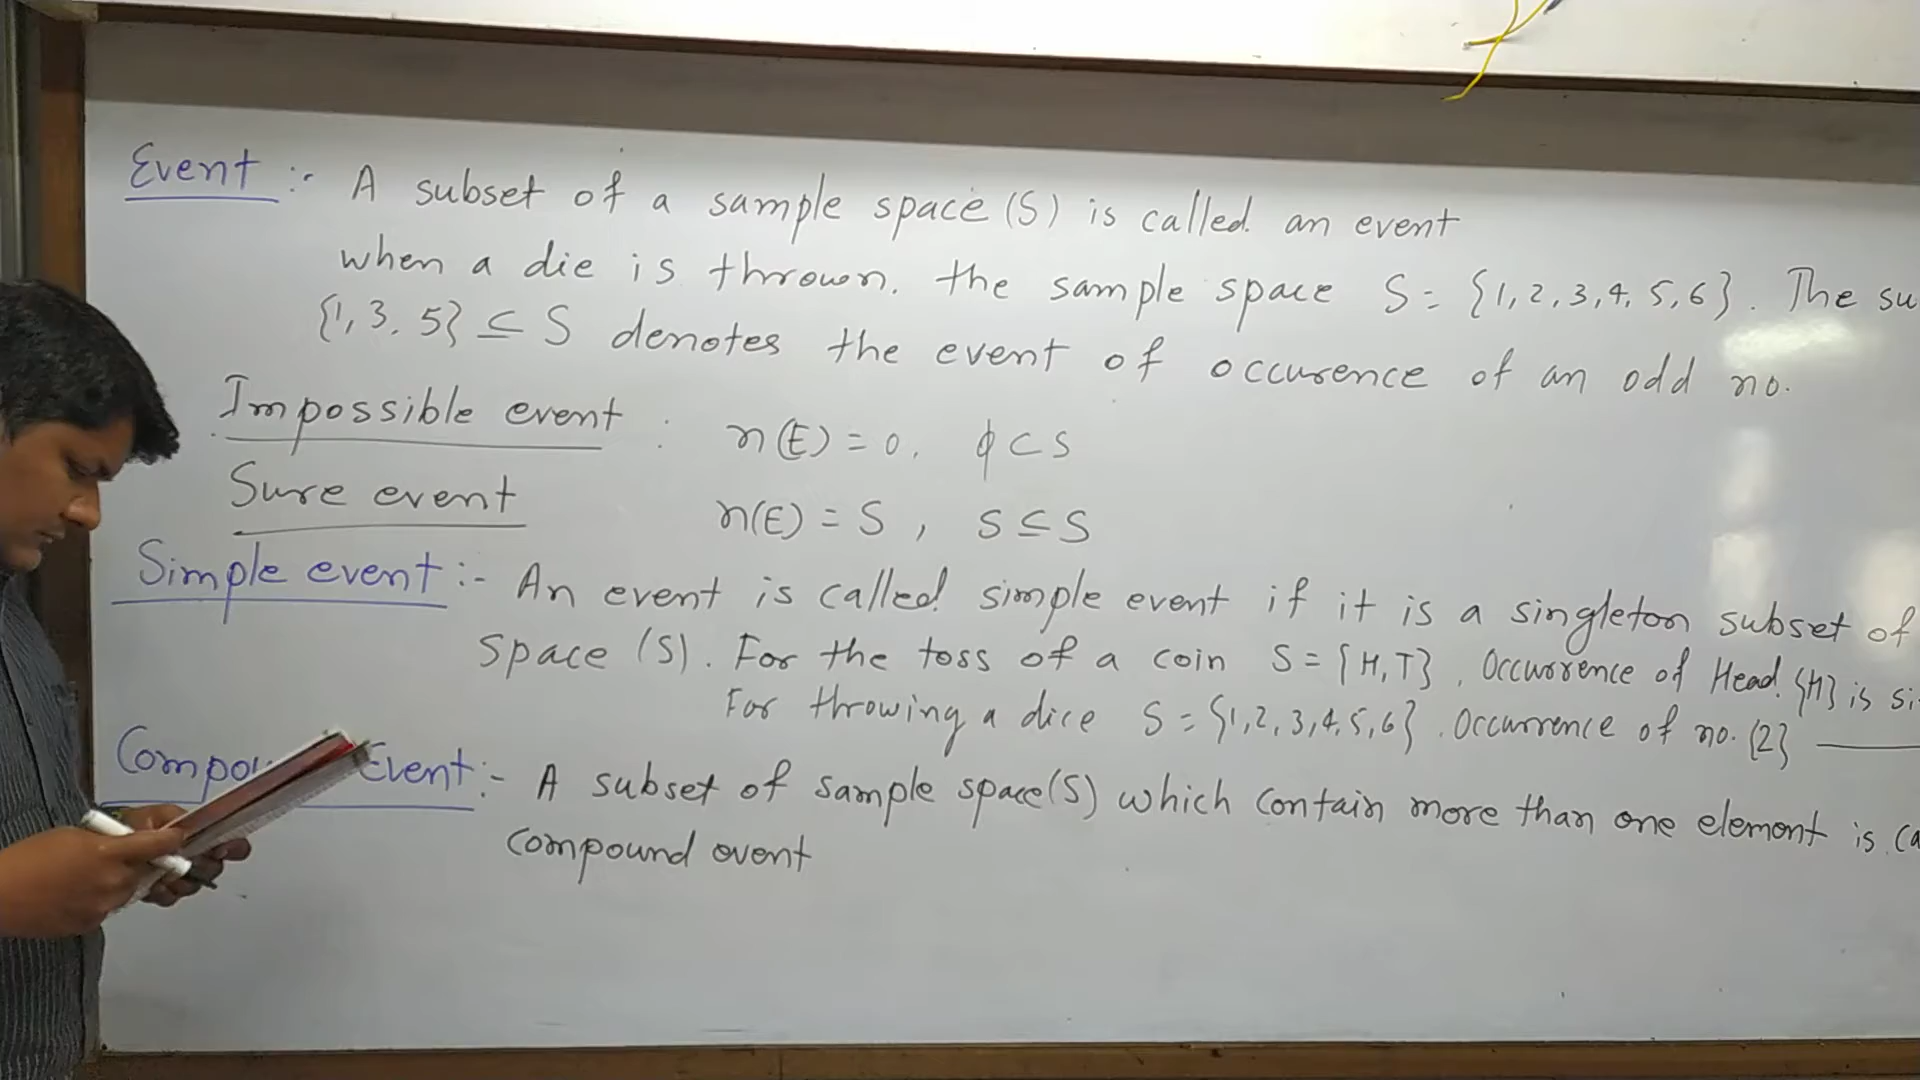 Event :- A subset of a sample space (S) is called an event
when a die is thrown. the sample space S = {1, 2, 3, 4, 5, 6}. The su
{1, 3, 5} ⊆ S denotes the event of occurence of an odd no.
Impossible event : n(E) = 0, ϕ ⊂ S
Sure event n(E) = S, S ⊆ S
Simple event :- An event is called simple event if it is a singleton subset of
space (S). For the toss of a coin S = {H, T}, Occurrence of Head {H} is si
For throwing a dice S = {1, 2, 3, 4, 5, 6}. Occurrence of no. {2} ——
Compou Event :- A subset of sample space(S) which contain more than one element is ca
compound event